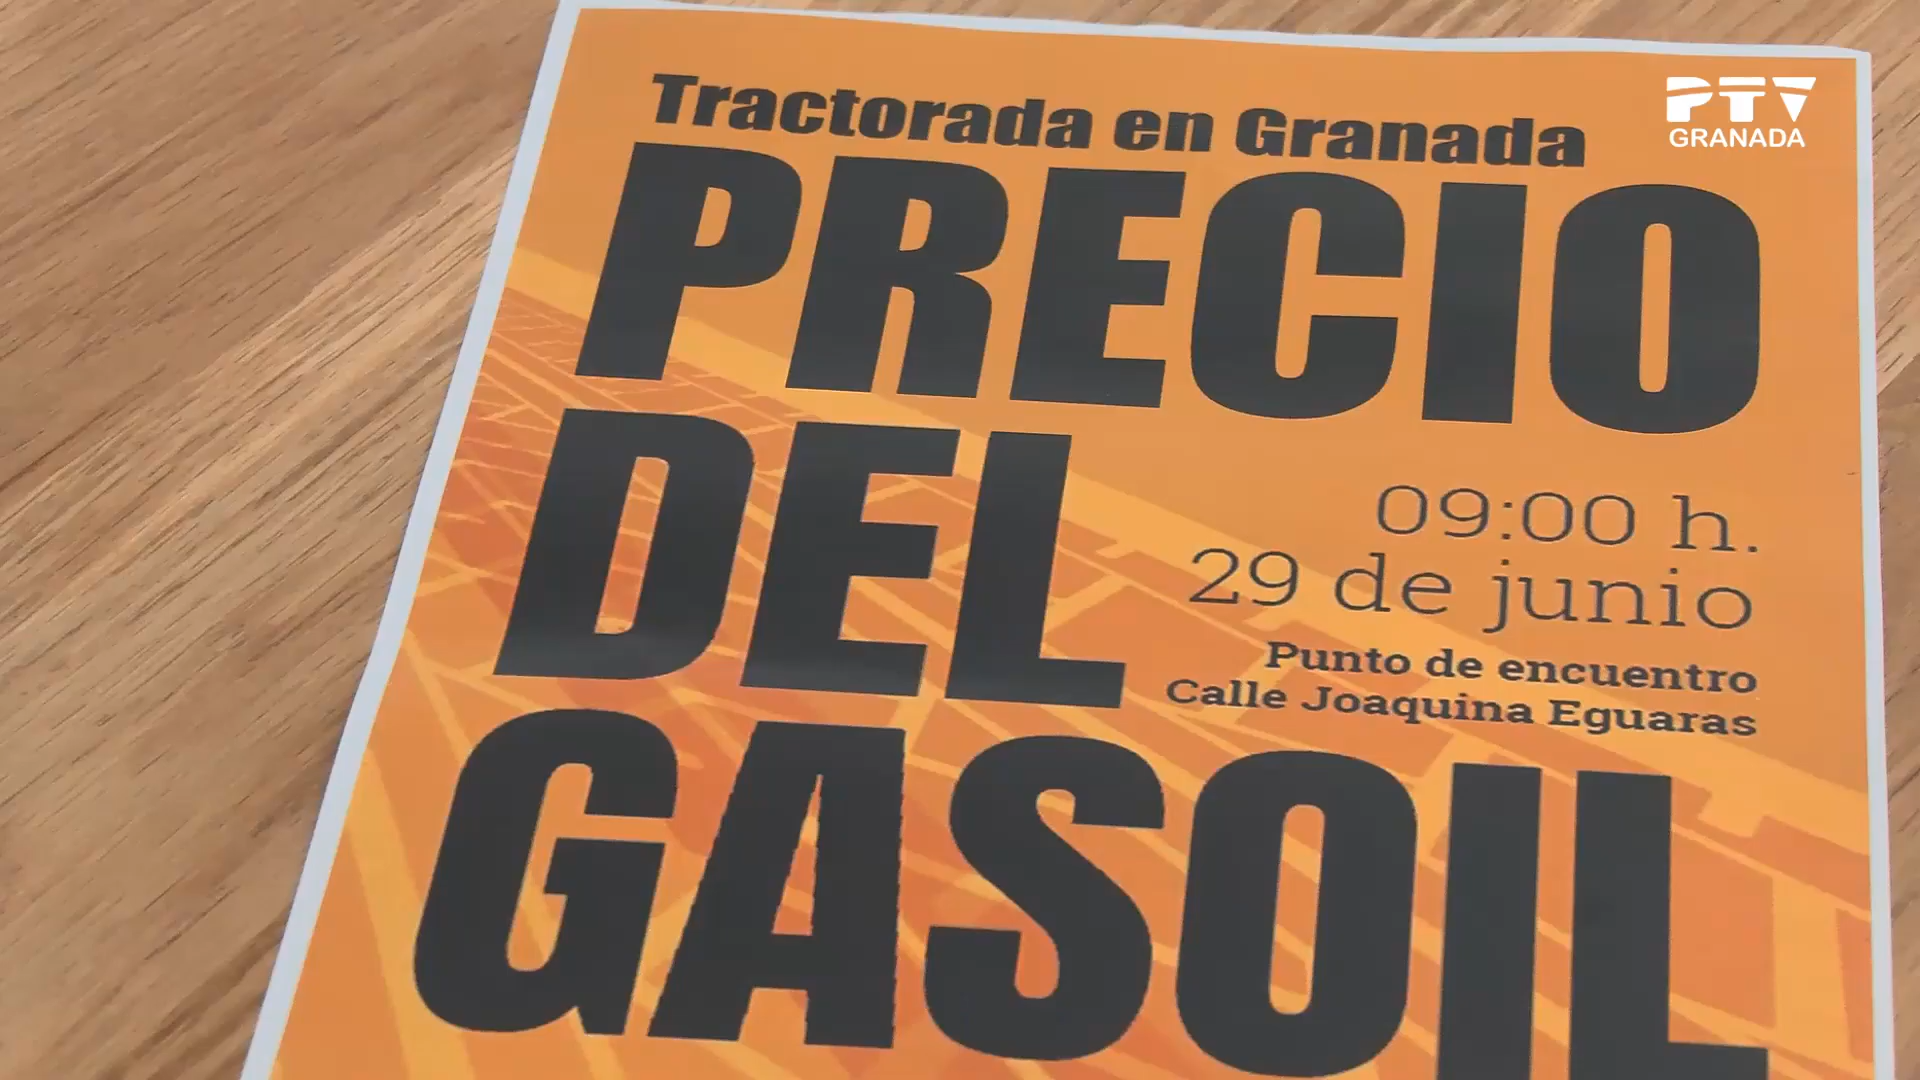 Tractorada en Granada
PRECIO
DEL
09:00 h.
29 de junio
Punto de encuentro
Calle Joaquina Eguaras
GASOIL
PTV
GRANADA